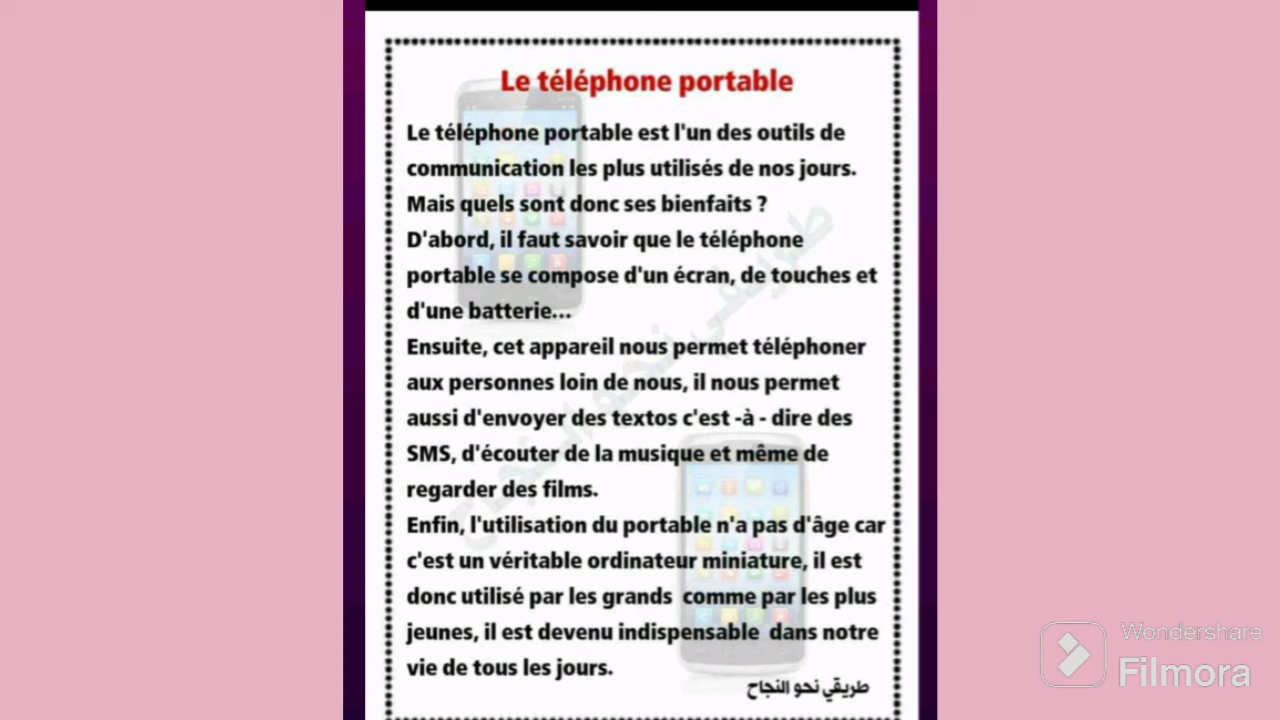 Le téléphone portable
Le téléphone portable est l'un des outils de
communication les plus utilisés de nos jours.
Mais quels sont donc ses bienfaits ?
D'abord, il faut savoir que le téléphone
portable se compose d'un écran, de touches et
d'une batterie...
Ensuite, cet appareil nous permet téléphoner
aux personnes loin de nous, il nous permet
aussi d'envoyer des textos c'est -à - dire des
SMS, d'écouter de la musique et même de
regarder des films.
Enfin, l'utilisation du portable n'a pas d'âge car
c'est un véritable ordinateur miniature, il est
donc utilisé par les grands comme par les plus
jeunes, il est devenu indispensable dans notre
vie de tous les jours.
طريقي نحو النجاح
طريقي نحو النجاح
Wondershare
Filmora